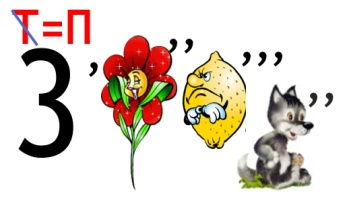 Т=П
3 , ,, ,,, ,,